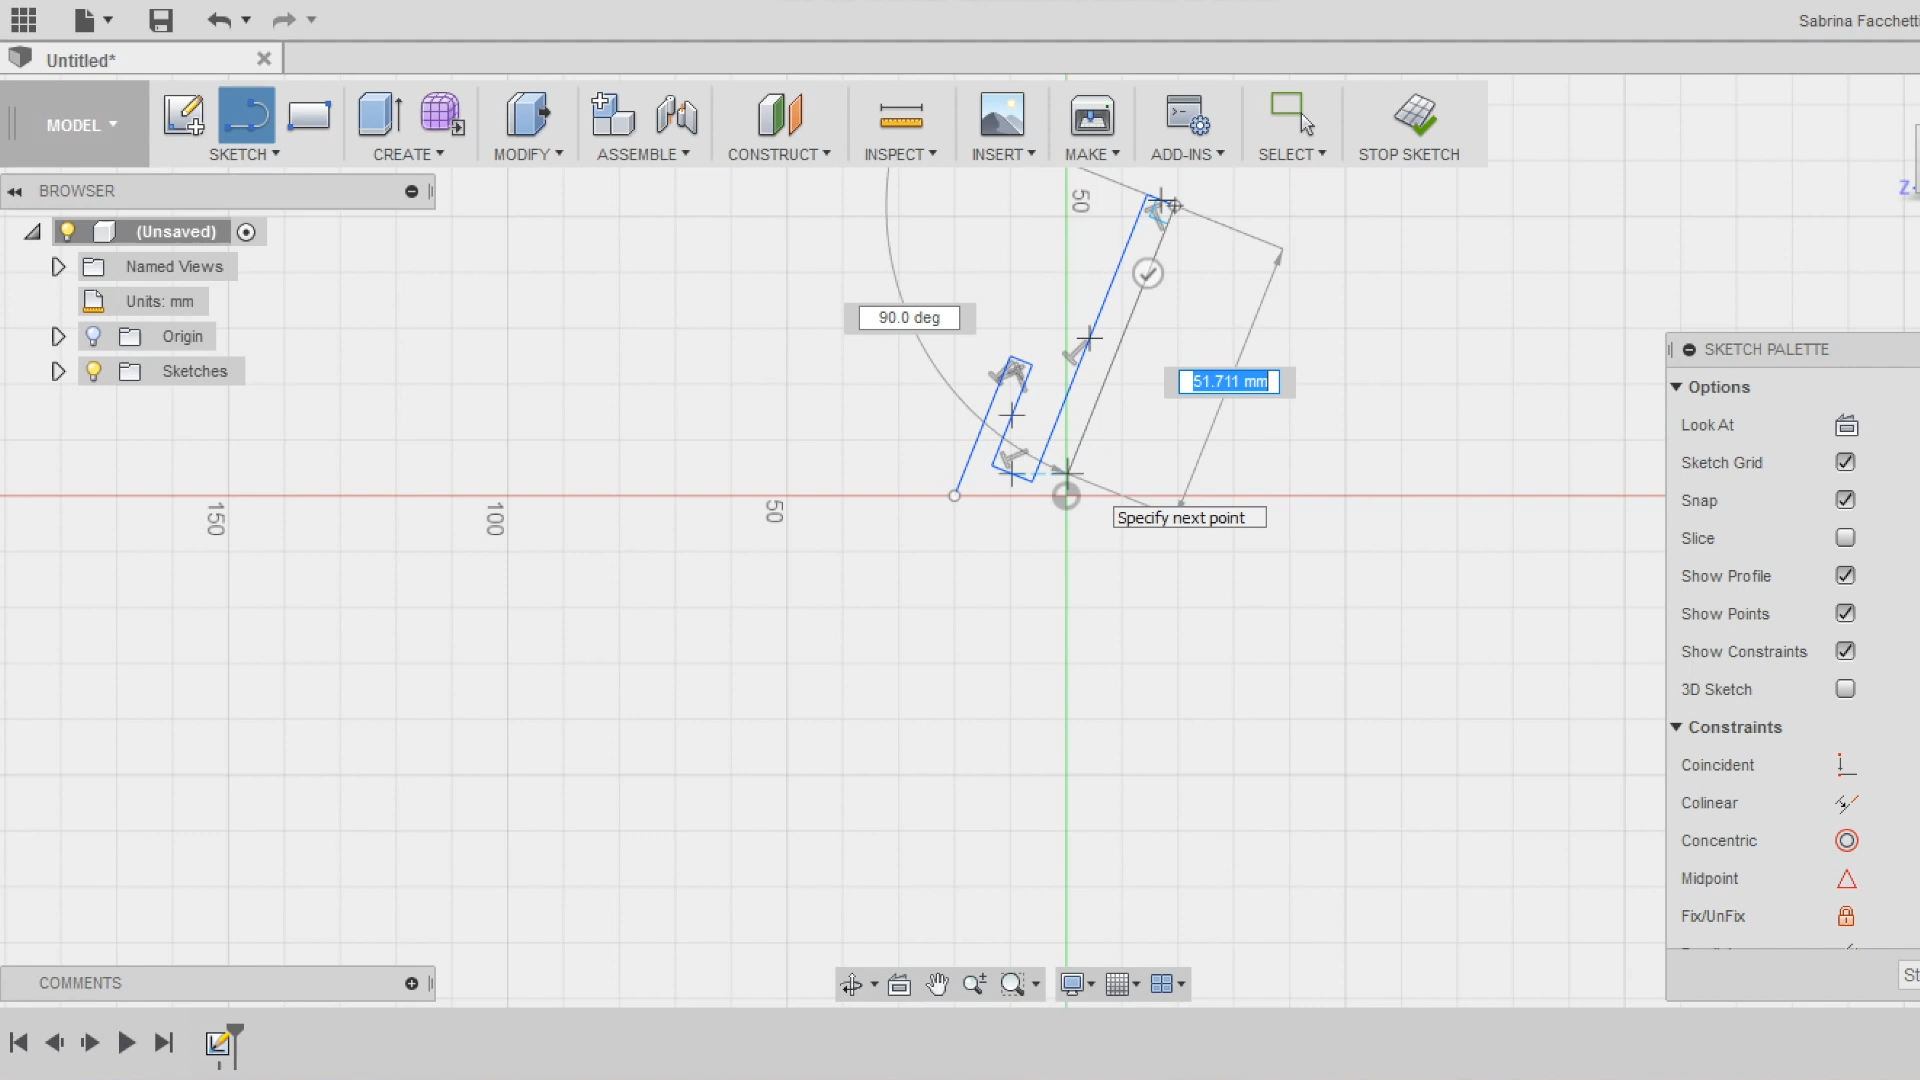 Sabrina Facchetti
Untitled*
MODEL
SKETCH
CREATE
MODIFY
ASSEMBLE
CONSTRUCT
INSPECT
INSERT
MAKE
ADD-INS
SELECT
STOP SKETCH
BROWSER
(Unsaved)
Named Views
Units: mm
Origin
Sketches
50
Z
90.0 deg
51.711 mm
150
100
50
Specify next point
SKETCH PALETTE
Options
Look At
Sketch Grid
Snap
Slice
Show Profile
Show Points
Show Constraints
3D Sketch
Constraints
Coincident
Colinear
Concentric
Midpoint
Fix/UnFix
St
COMMENTS